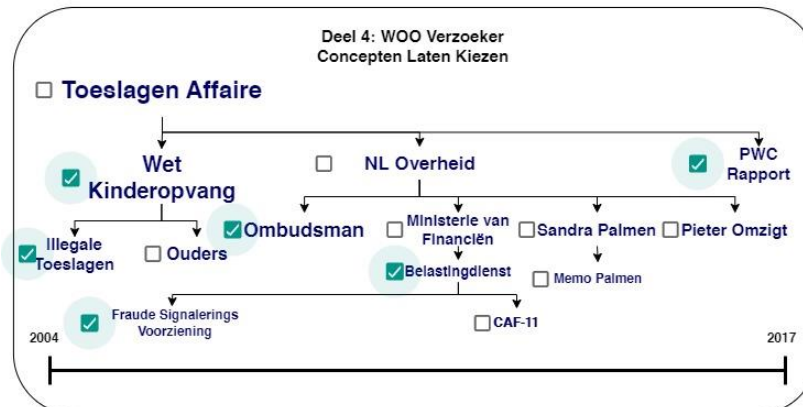 Deel 4: WOO Verzoeker
Concepten Laten Kiezen
Toeslagen Affaire
Wet
Kinderopvang
NL Overheid
PWC
Rapport
Illegale
Toeslagen
Ouders
Ombudsman
Ministerie van
Financiën
Sandra Palmen
Pieter Omzigt
Belastingdienst
Memo Palmen
Fraude Signalerings
Voorziening
CAF-11
2004
2017